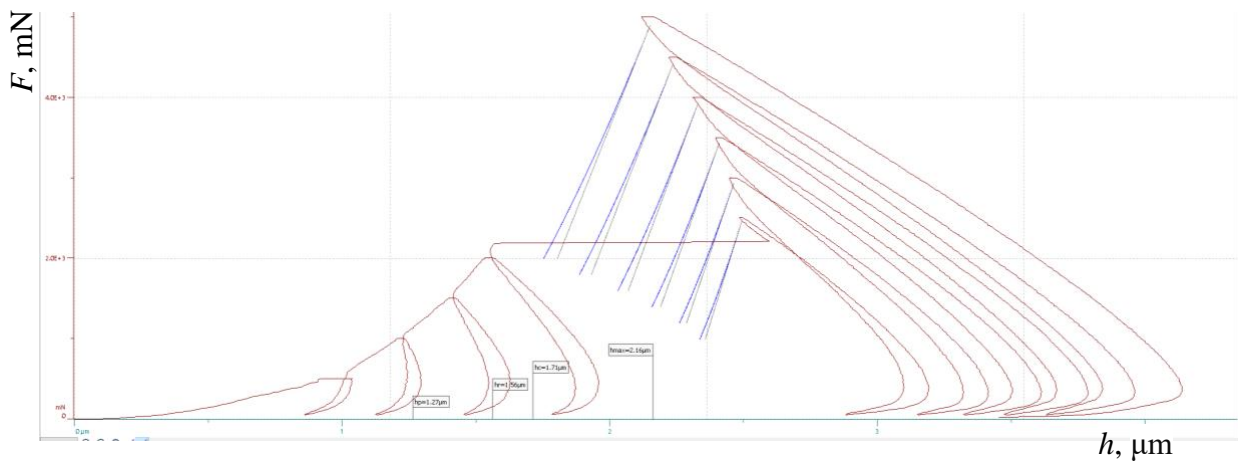 F, mN
4.0E+3
2.0E+3
mN
0
0 µm
1
2
3
hp=1.27µm
hr=1.56µm
hc=1.71µm
hmax=2.16µm
h, µm